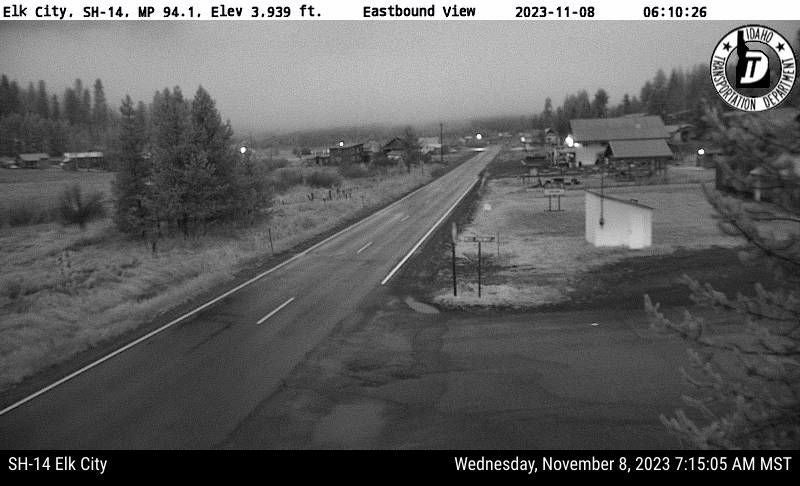 Elk City, SH-14, MP 94.1, Elev 3,939 ft. Eastbound View 2023-11-08 06:10:26
IDAHO
TRANSPORTATION DEPARTMENT
SH-14 Elk City Wednesday, November 8, 2023 7:15:05 AM MST